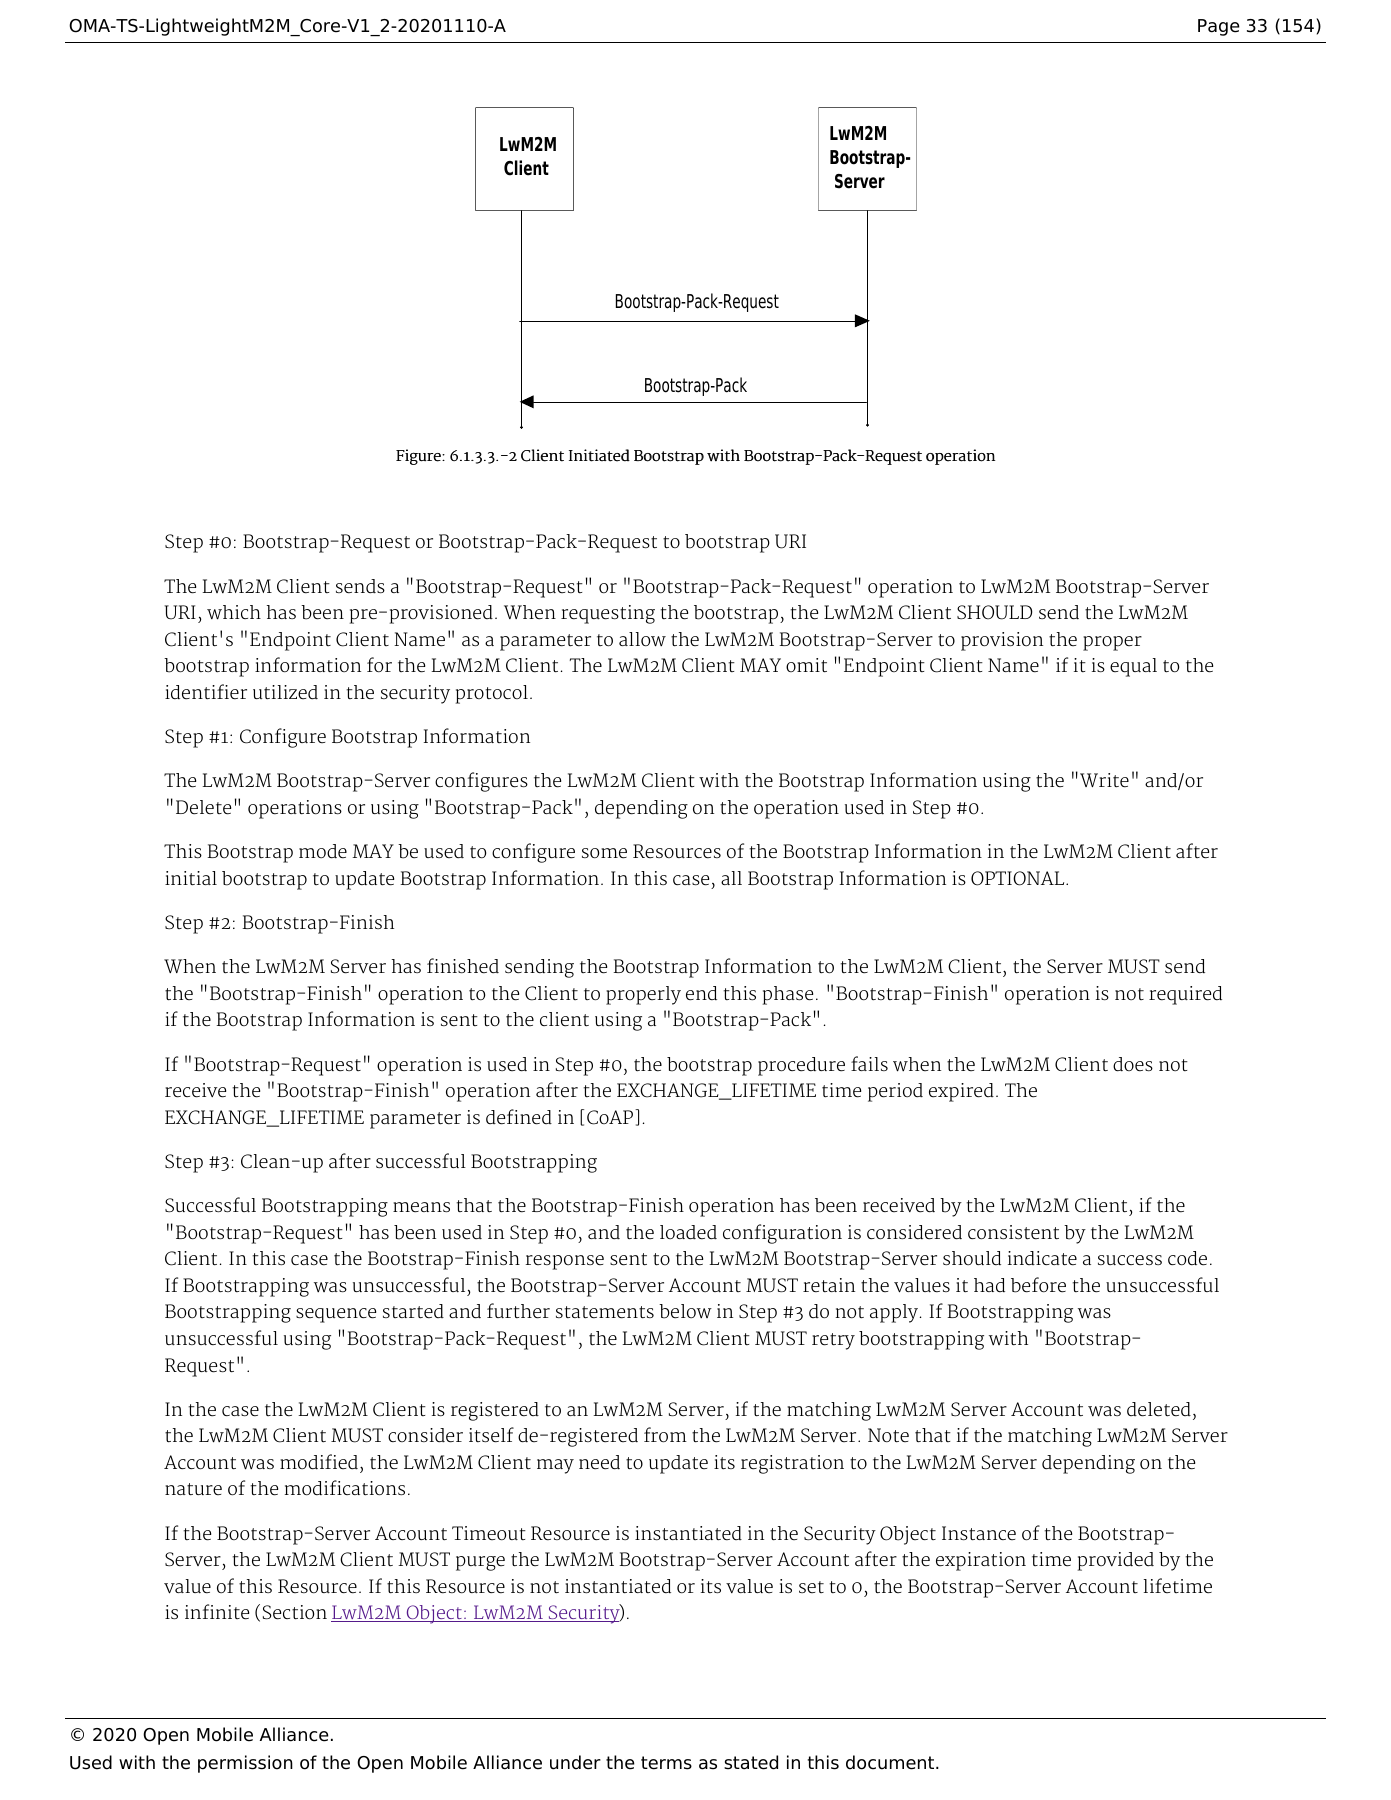 OMA-TS-LightweightM2M_Core-V1_2-20201110-A Page 33 (154)
LwM2M
Client
LwM2M
Bootstrap-
Server
Bootstrap-Pack-Request
Bootstrap-Pack
Figure: 6.1.3.3.-2 Client Initiated Bootstrap with Bootstrap-Pack-Request operation
Step #0: Bootstrap-Request or Bootstrap-Pack-Request to bootstrap URI
The LwM2M Client sends a "Bootstrap-Request" or "Bootstrap-Pack-Request" operation to LwM2M Bootstrap-Server
URI, which has been pre-provisioned. When requesting the bootstrap, the LwM2M Client SHOULD send the LwM2M
Client's "Endpoint Client Name" as a parameter to allow the LwM2M Bootstrap-Server to provision the proper
bootstrap information for the LwM2M Client. The LwM2M Client MAY omit "Endpoint Client Name" if it is equal to the
identifier utilized in the security protocol.
Step #1: Configure Bootstrap Information
The LwM2M Bootstrap-Server configures the LwM2M Client with the Bootstrap Information using the "Write" and/or
"Delete" operations or using "Bootstrap-Pack", depending on the operation used in Step #0.
This Bootstrap mode MAY be used to configure some Resources of the Bootstrap Information in the LwM2M Client after
initial bootstrap to update Bootstrap Information. In this case, all Bootstrap Information is OPTIONAL.
Step #2: Bootstrap-Finish
When the LwM2M Server has finished sending the Bootstrap Information to the LwM2M Client, the Server MUST send
the "Bootstrap-Finish" operation to the Client to properly end this phase. "Bootstrap-Finish" operation is not required
if the Bootstrap Information is sent to the client using a "Bootstrap-Pack".
If "Bootstrap-Request" operation is used in Step #0, the bootstrap procedure fails when the LwM2M Client does not
receive the "Bootstrap-Finish" operation after the EXCHANGE_LIFETIME time period expired. The
EXCHANGE_LIFETIME parameter is defined in [CoAP].
Step #3: Clean-up after successful Bootstrapping
Successful Bootstrapping means that the Bootstrap-Finish operation has been received by the LwM2M Client, if the
"Bootstrap-Request" has been used in Step #0, and the loaded configuration is considered consistent by the LwM2M
Client. In this case the Bootstrap-Finish response sent to the LwM2M Bootstrap-Server should indicate a success code.
If Bootstrapping was unsuccessful, the Bootstrap-Server Account MUST retain the values it had before the unsuccessful
Bootstrapping sequence started and further statements below in Step #3 do not apply. If Bootstrapping was
unsuccessful using "Bootstrap-Pack-Request", the LwM2M Client MUST retry bootstrapping with "Bootstrap-
Request".
In the case the LwM2M Client is registered to an LwM2M Server, if the matching LwM2M Server Account was deleted,
the LwM2M Client MUST consider itself de-registered from the LwM2M Server. Note that if the matching LwM2M Server
Account was modified, the LwM2M Client may need to update its registration to the LwM2M Server depending on the
nature of the modifications.
If the Bootstrap-Server Account Timeout Resource is instantiated in the Security Object Instance of the Bootstrap-
Server, the LwM2M Client MUST purge the LwM2M Bootstrap-Server Account after the expiration time provided by the
value of this Resource. If this Resource is not instantiated or its value is set to 0, the Bootstrap-Server Account lifetime
is infinite (Section LwM2M Object: LwM2M Security).
© 2020 Open Mobile Alliance.
Used with the permission of the Open Mobile Alliance under the terms as stated in this document.